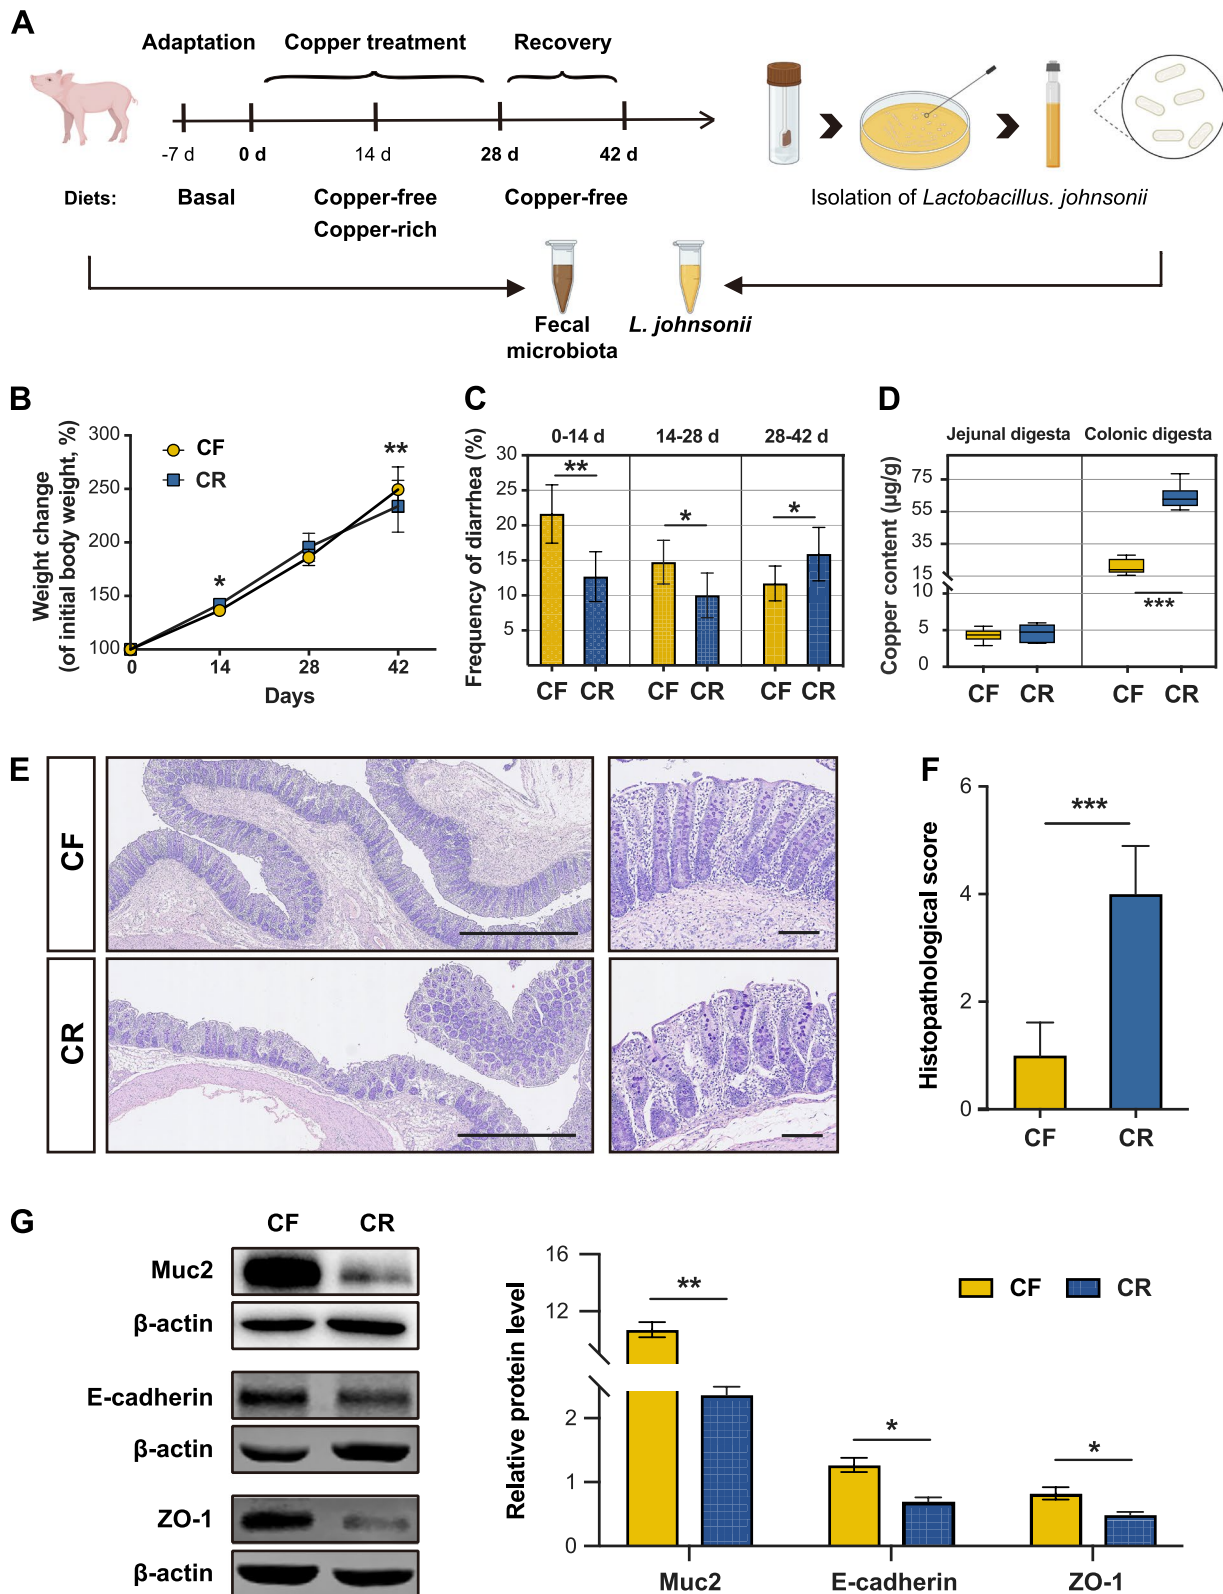 A
Adaptation Copper treatment Recovery
-7 d 0 d 14 d 28 d 42 d
Diets: Basal Copper-free Copper-free
Copper-rich
Isolation of Lactobacillus. johnsonii
Fecal microbiota
L. johnsonii
B
Weight change
(of initial body weight, %)
300
250
200
150
100
CF
CR
*
**
0 14 28 42
Days
C
Frequency of diarrhea (%)
0-14 d 14-28 d 28-42 d
30
25
20
15
10
5
** * *
CF CR CF CR CF CR
D
Copper content (μg/g)
Jejunal digesta Colonic digesta
75
55
35
15
10
5
0
***
CF CR CF CR
E
CF
CR
F
Histopathological score
6
4
2
0
***
CF CR
G
CF CR
Muc2
β-actin
E-cadherin
β-actin
ZO-1
β-actin
Relative protein level
16
12
2
1
0
** * *
CF CR
Muc2 E-cadherin ZO-1